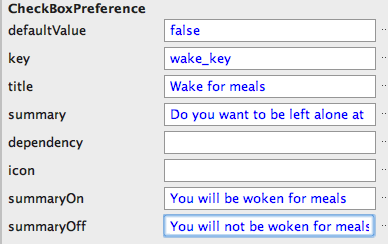 CheckBoxPreference
defaultValue false
key wake_key
title Wake for meals
summary Do you want to be left alone at
dependency
icon
summaryOn You will be woken for meals
summaryOff You will not be woken for meals